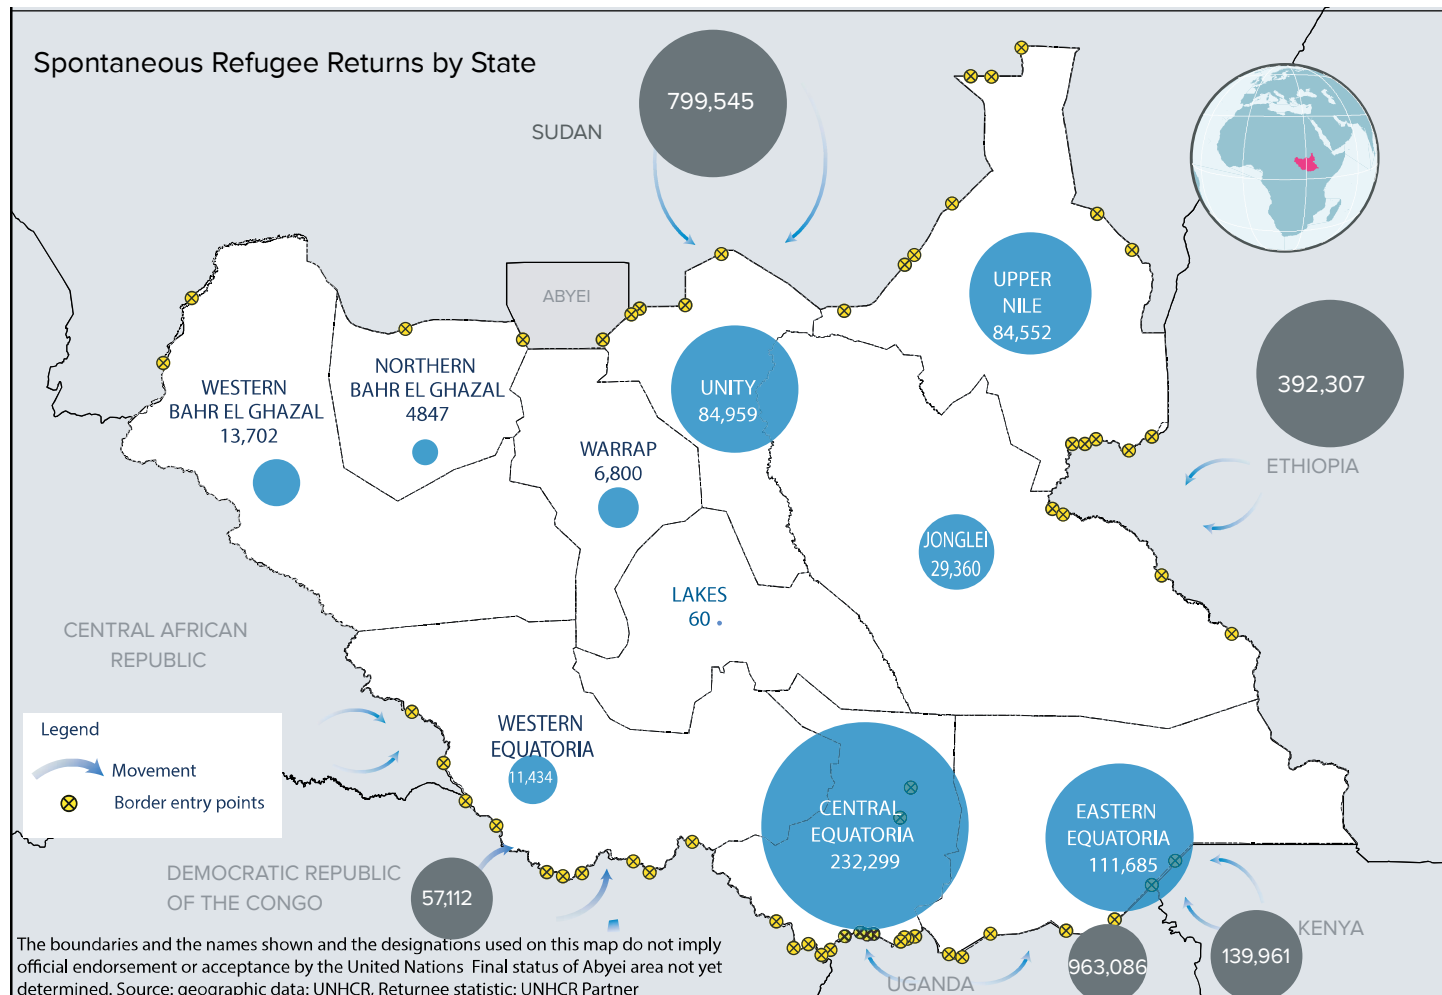 Spontaneous Refugee Returns by State
799,545
SUDAN
ABYEI
UPPER
NILE
84,552
392,307
ETHIOPIA
WESTERN
BAHR EL GHAZAL
13,702
NORTHERN
BAHR EL GHAZAL
4847
UNITY
84,959
WARRAP
6,800
JONGLEI
29,360
LAKES
60
CENTRAL AFRICAN
REPUBLIC
Legend
Movement
Border entry points
WESTERN
EQUATORIA
11,434
CENTRAL
EQUATORIA
232,299
EASTERN
EQUATORIA
111,685
DEMOCRATIC REPUBLIC
OF THE CONGO
57,112
KENYA
139,961
963,086
UGANDA
The boundaries and the names shown and the designations used on this map do not imply
official endorsement or acceptance by the United Nations Final status of Abyei area not yet
determined. Source: geographic data: UNHCR, Returnee statistic: UNHCR Partner